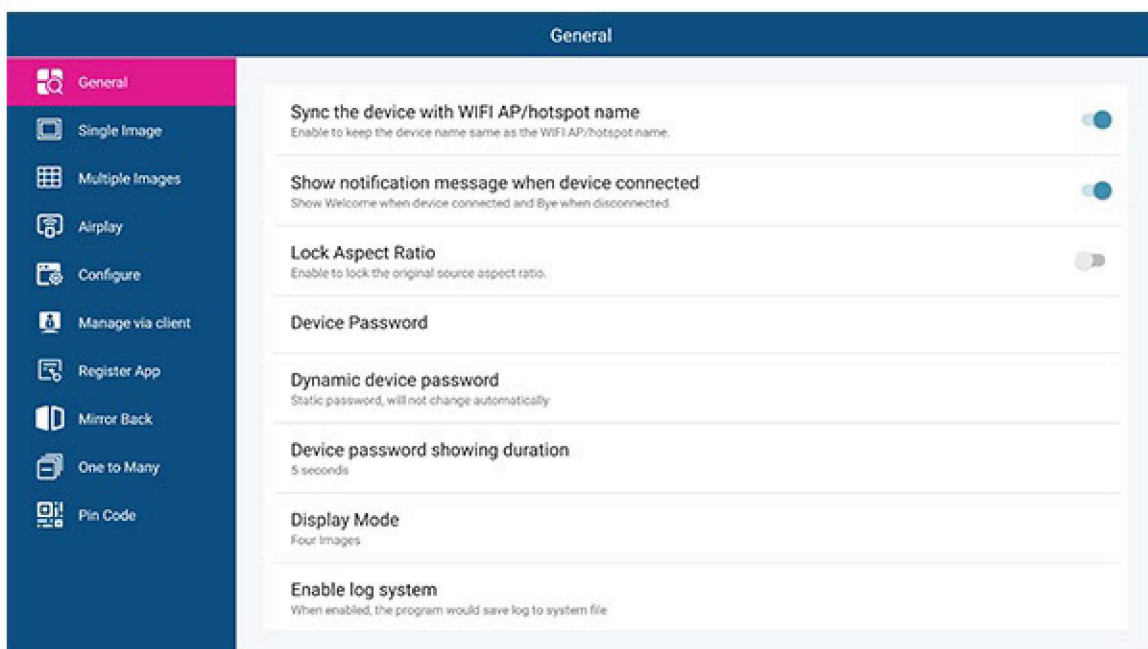 General
General
Single Image
Multiple Images
Airplay
Configure
Manage via client
Register App
Mirror Back
One to Many
Pin Code
Sync the device with WIFI AP/hotspot name
Enable to keep the device name same as the WIFI AP/hotspot name.
Show notification message when device connected
Show Welcome when device connected and Bye when disconnected.
Lock Aspect Ratio
Enable to lock the original source aspect ratio.
Device Password
Dynamic device password
Static password, will not change automatically
Device password showing duration
5 seconds
Display Mode
Four Images
Enable log system
When enabled, the program would save log to system file